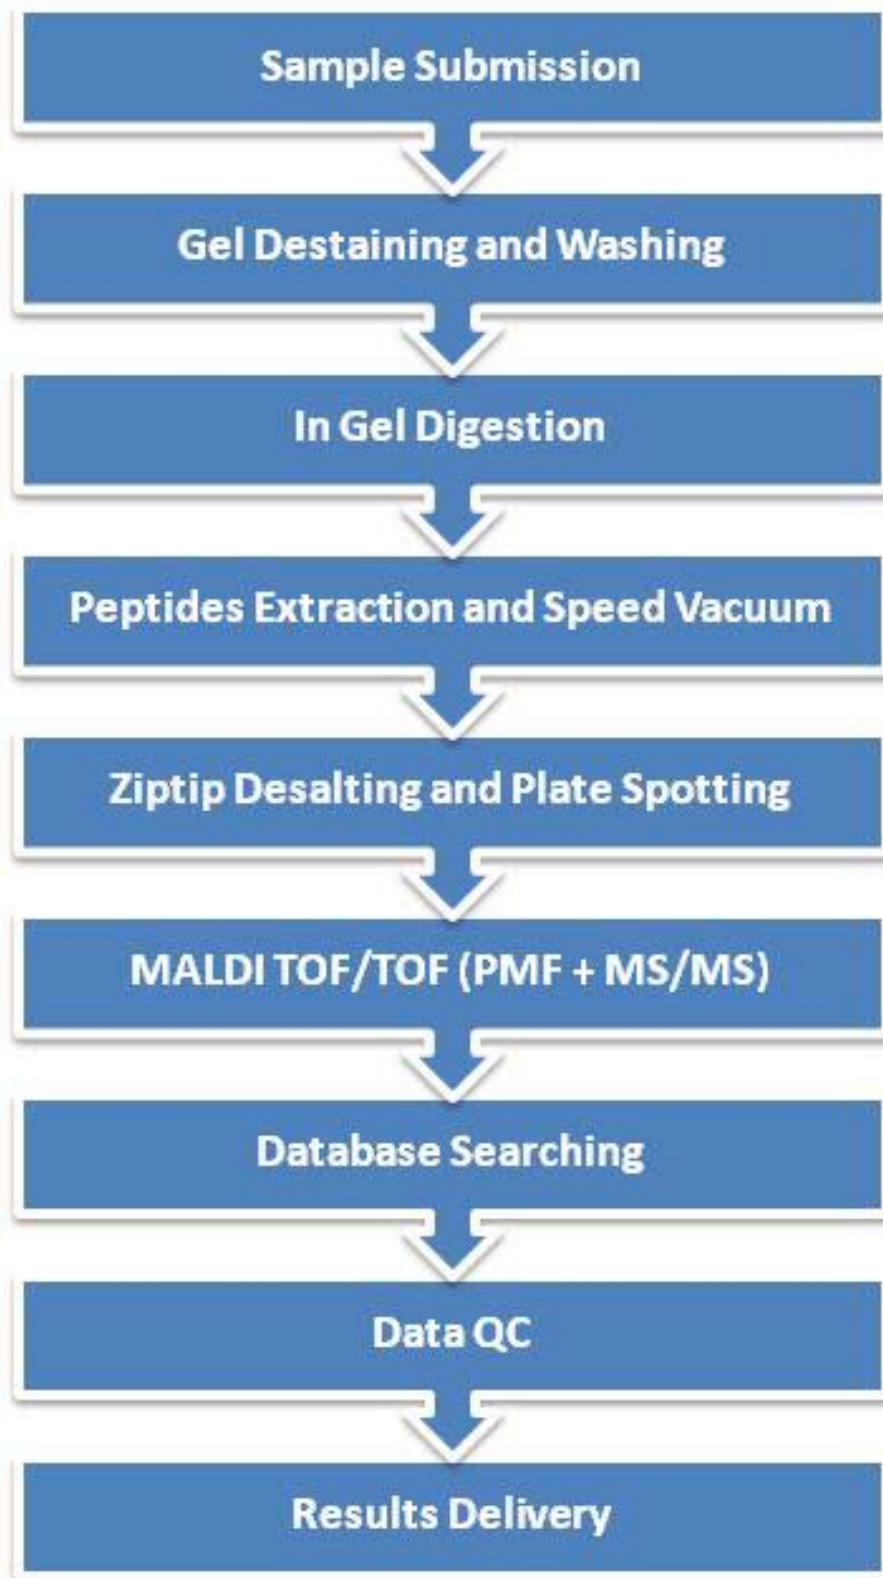 Sample Submission
Gel Destaining and Washing
In Gel Digestion
Peptides Extraction and Speed Vacuum
Ziptip Desalting and Plate Spotting
MALDI TOF/TOF (PMF + MS/MS)
Database Searching
Data QC
Results Delivery